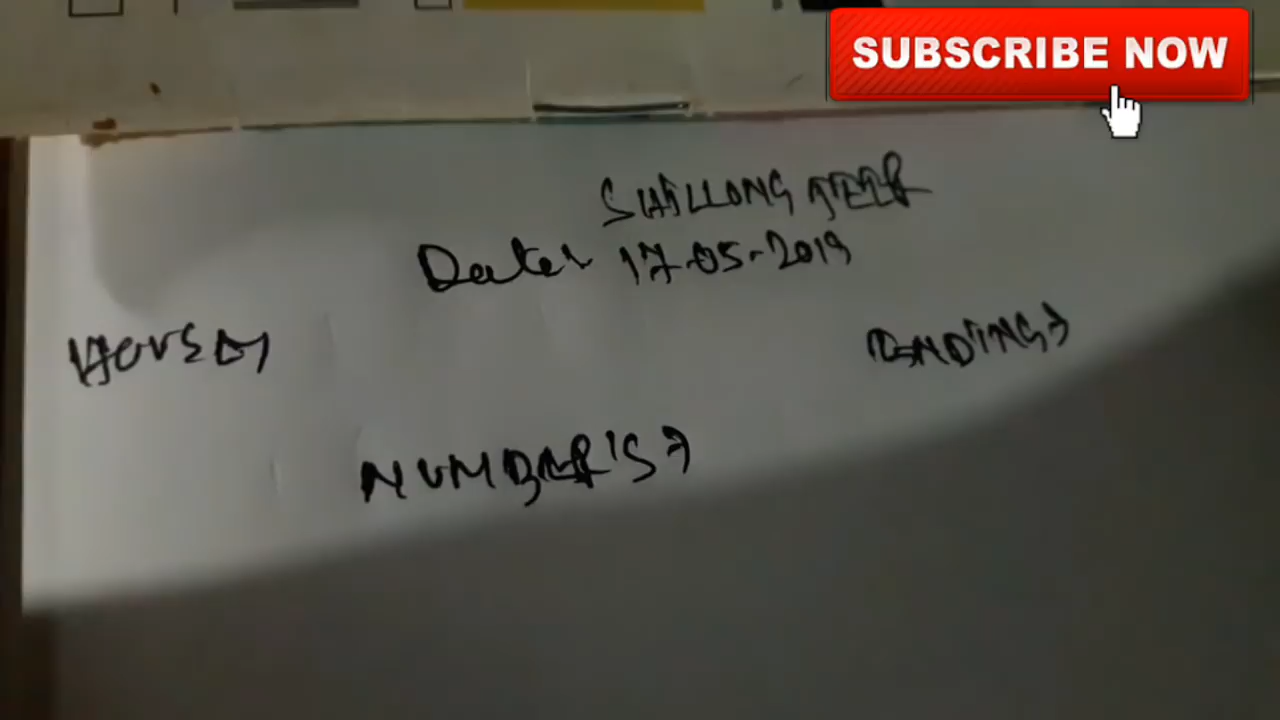 SUBSCRIBE NOW
SHILLONG TEER
Date: 17-05-2019
HOUSE→
ENDING→
NUMBER'S→